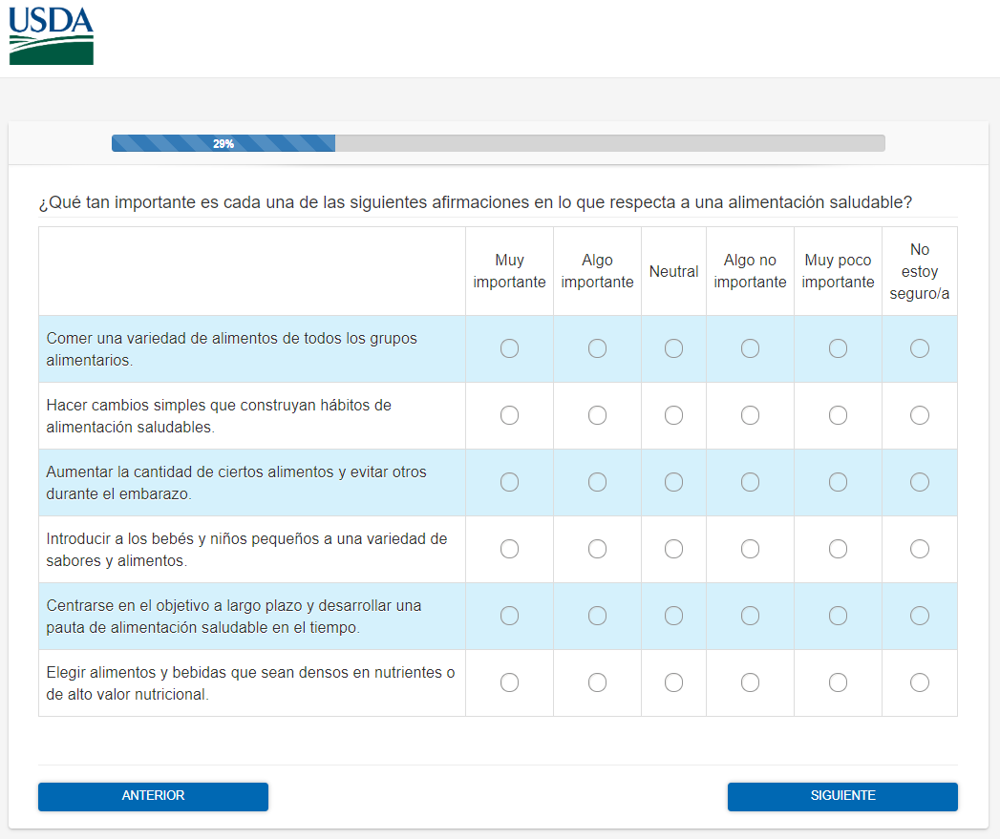 USDA
29%
¿Qué tan importante es cada una de las siguientes afirmaciones en lo que respecta a una alimentación saludable?
Muy
importante
Algo
importante
Neutral
Algo no
importante
Muy poco
importante
No
estoy
seguro/a
Comer una variedad de alimentos de todos los grupos
alimentarios.
Hacer cambios simples que construyan hábitos de
alimentación saludables.
Aumentar la cantidad de ciertos alimentos y evitar otros
durante el embarazo.
Introducir a los bebés y niños pequeños a una variedad de
sabores y alimentos.
Centrarse en el objetivo a largo plazo y desarrollar una
pauta de alimentación saludable en el tiempo.
Elegir alimentos y bebidas que sean densos en nutrientes o
de alto valor nutricional.
ANTERIOR
SIGUIENTE